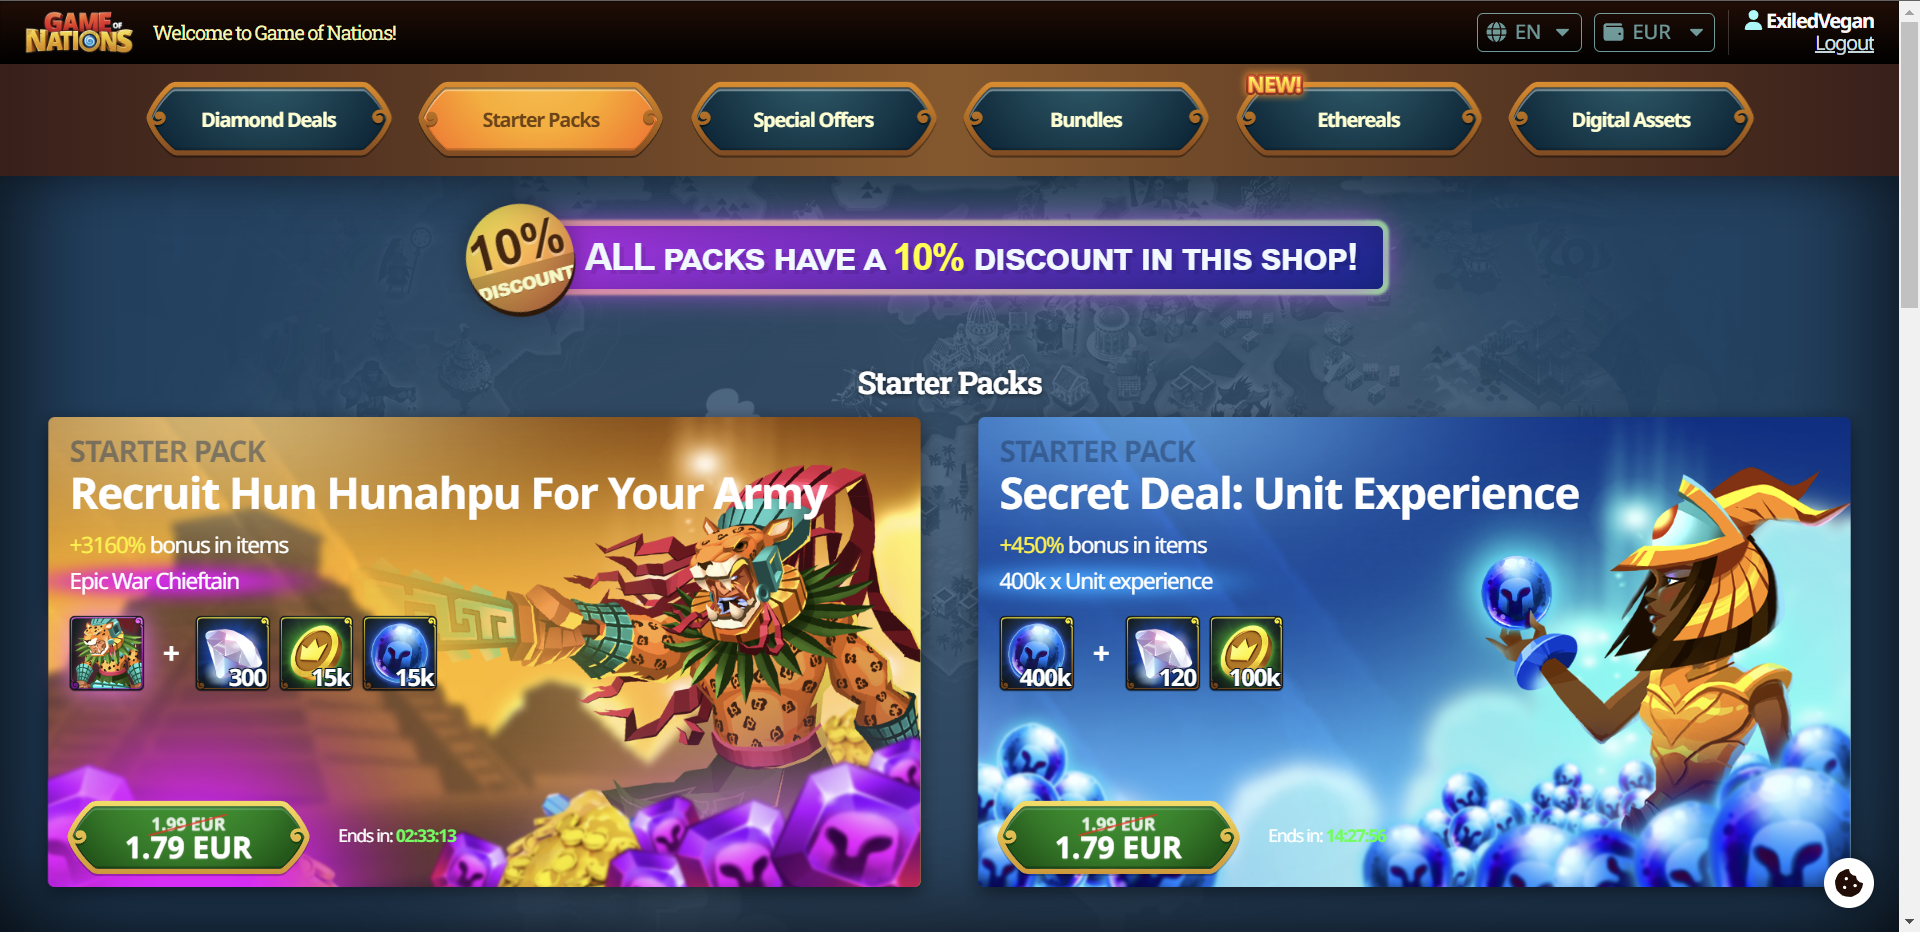 GAME OF NATIONS
Welcome to Game of Nations!
EN
EUR
ExiledVegan
Logout
Diamond Deals
Starter Packs
Special Offers
Bundles
NEW!
Ethereals
Digital Assets
10%
DISCOUNT
ALL PACKS HAVE A 10% DISCOUNT IN THIS SHOP!
Starter Packs
STARTER PACK
Recruit Hun Hunahpu For Your Army
+3160% bonus in items
Epic War Chieftain
+ 300 15k 15k
1.99 EUR
1.79 EUR
Ends in: 02:33:13
STARTER PACK
Secret Deal: Unit Experience
+450% bonus in items
400k x Unit experience
400k + 120 100k
1.99 EUR
1.79 EUR
Ends in: 14:27:56